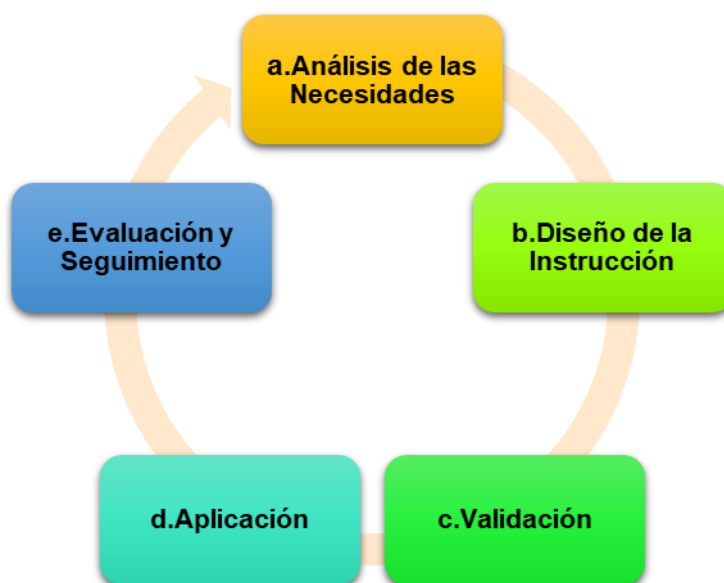 a.Análisis de las
Necesidades
b.Diseño de la
Instrucción
c.Validación
d.Aplicación
e.Evaluación y
Seguimiento